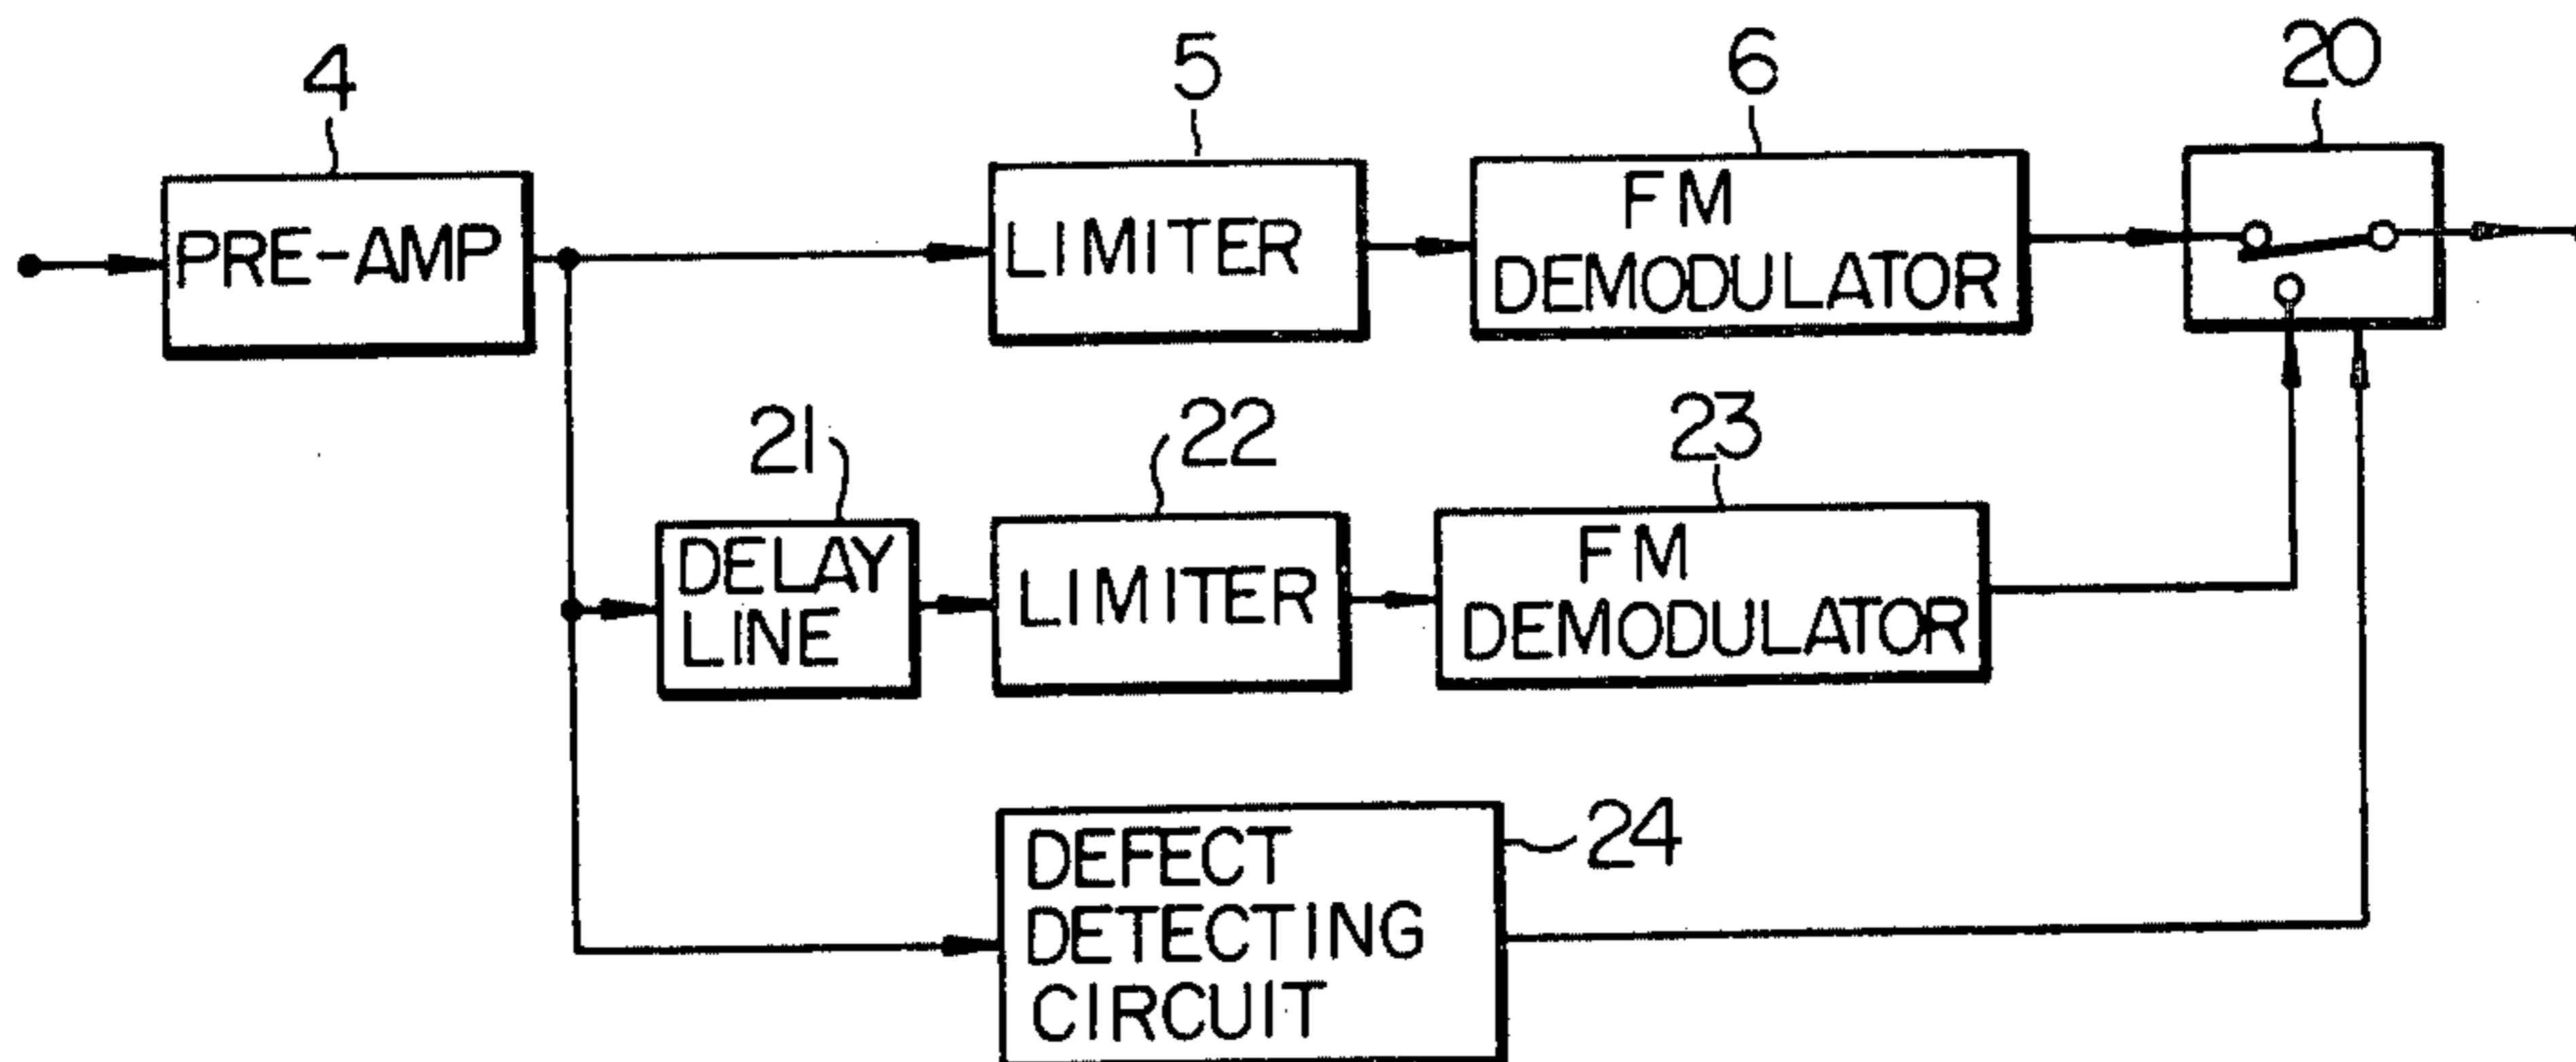 4
5
6
20
PRE-AMP
LIMITER
FM
DEMODULATOR
21
22
23
DELAY
LINE
LIMITER
FM
DEMODULATOR
24
DEFECT
DETECTING
CIRCUIT